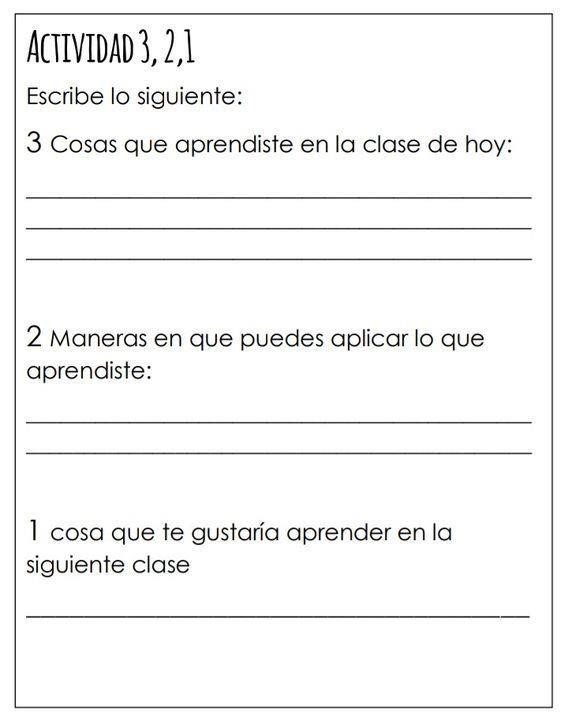 ACTIVIDAD 3, 2,1
Escribe lo siguiente:
3 Cosas que aprendiste en la clase de hoy:
2 Maneras en que puedes aplicar lo que
aprendiste:
1 cosa que te gustaría aprender en la
siguiente clase